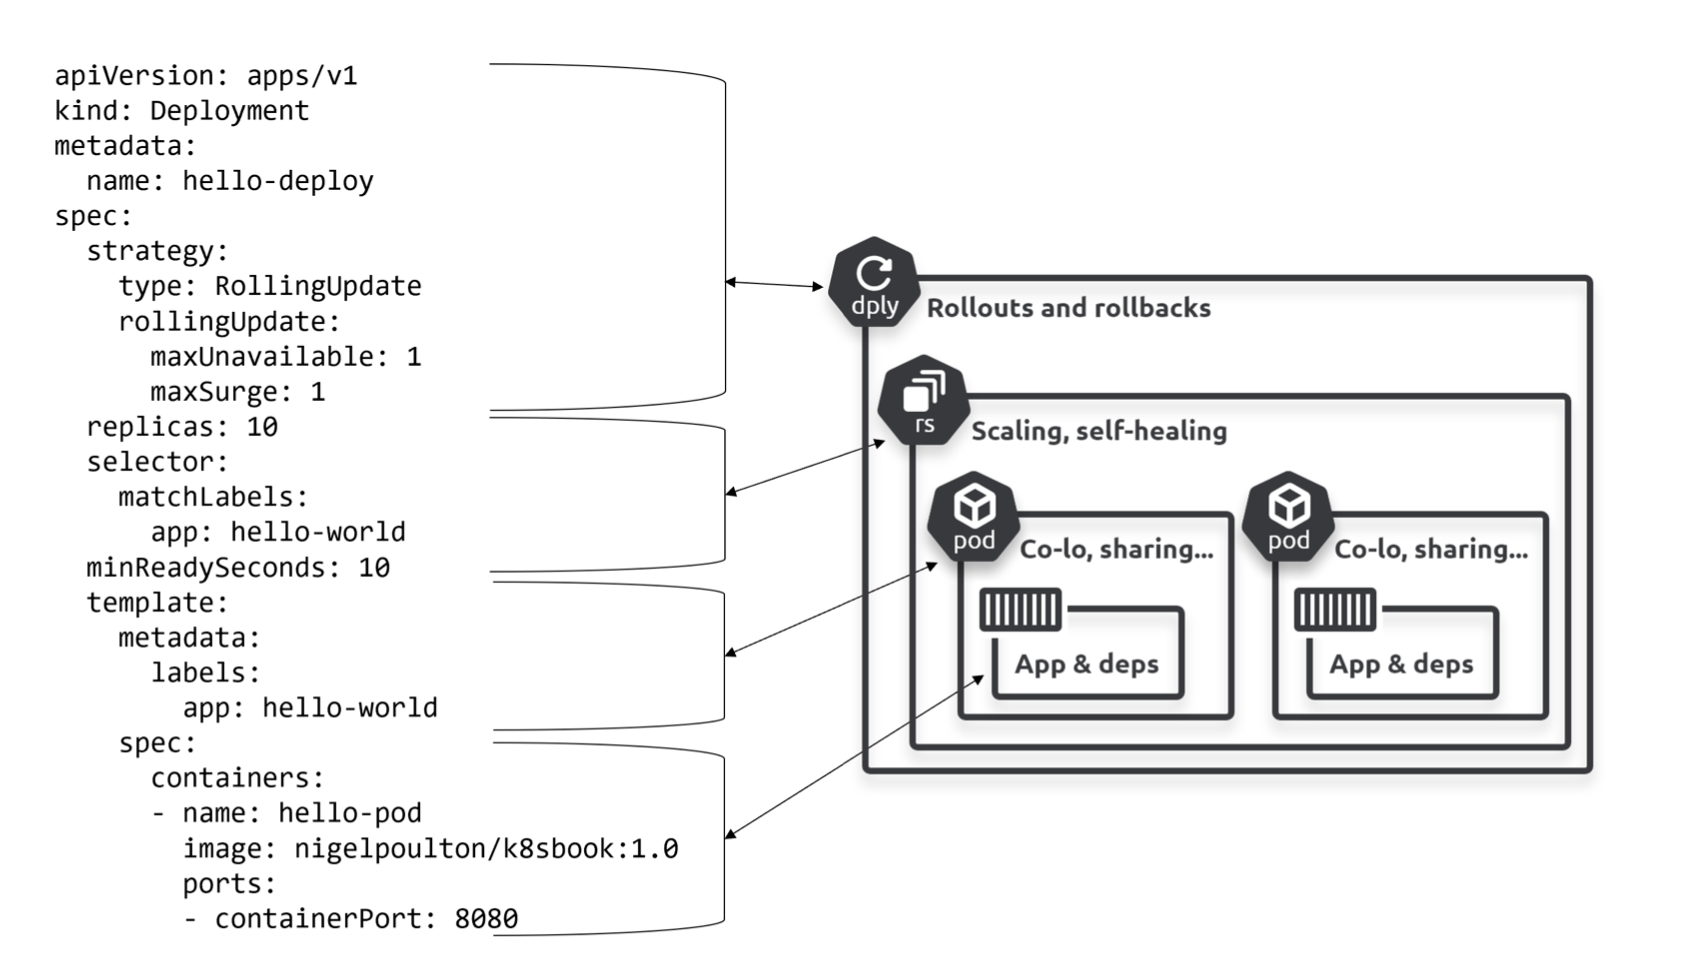 apiVersion: apps/v1
kind: Deployment
metadata:
  name: hello-deploy
spec:
  strategy:
    type: RollingUpdate
    rollingUpdate:
      maxUnavailable: 1
      maxSurge: 1
  replicas: 10
  selector:
    matchLabels:
      app: hello-world
  minReadySeconds: 10
  template:
    metadata:
      labels:
        app: hello-world
    spec:
      containers:
      - name: hello-pod
        image: nigelpoulton/k8sbook:1.0
        ports:
        - containerPort: 8080
dply
Rollouts and rollbacks
rs
Scaling, self-healing
pod
Co-lo, sharing...
App & deps
pod
Co-lo, sharing...
App & deps